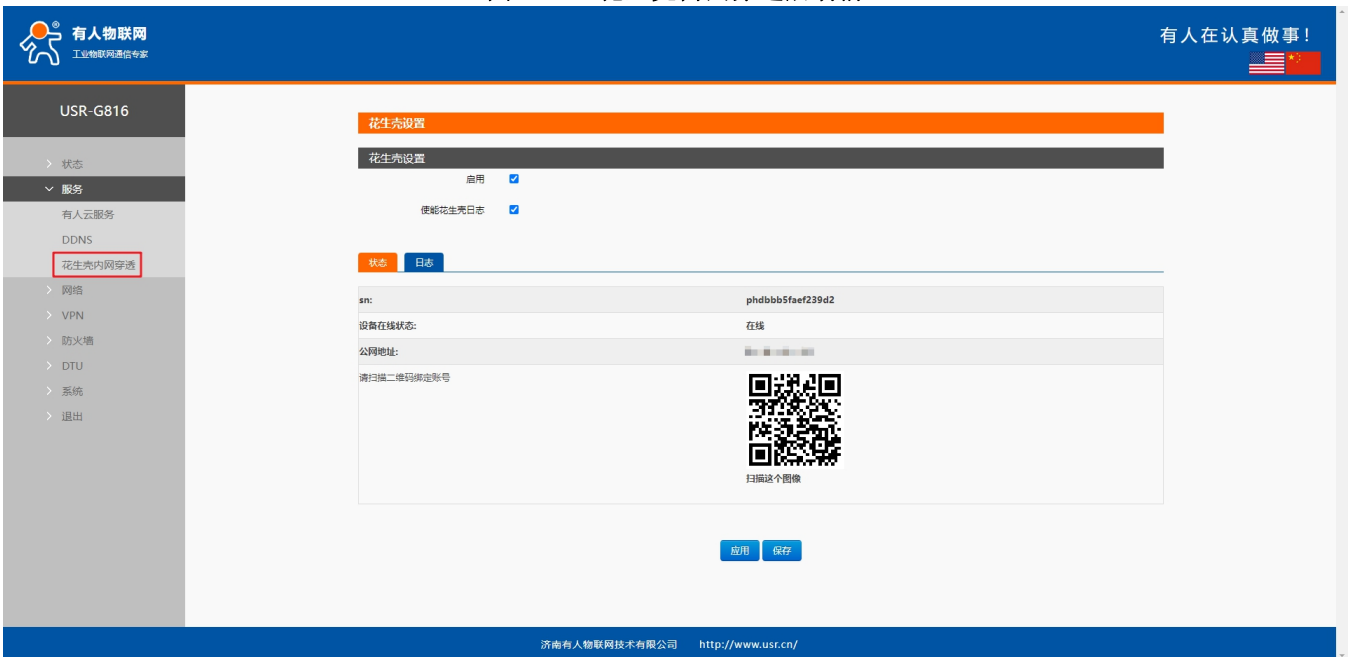 有人物联网
工业物联网通信专家
有人在认真做事!
USR-G816
状态
服务
有人云服务
DDNS
花生壳内网穿透
网络
VPN
防火墙
DTU
系统
退出
花生壳设置
花生壳设置
启用
使能花生壳日志
状态 日志
sn: phdbbb5faef239d2
设备在线状态: 在线
公网地址:
请扫描二维码绑定账号
扫描这个图像
应用 保存
济南有人物联网技术有限公司 http://www.usr.cn/